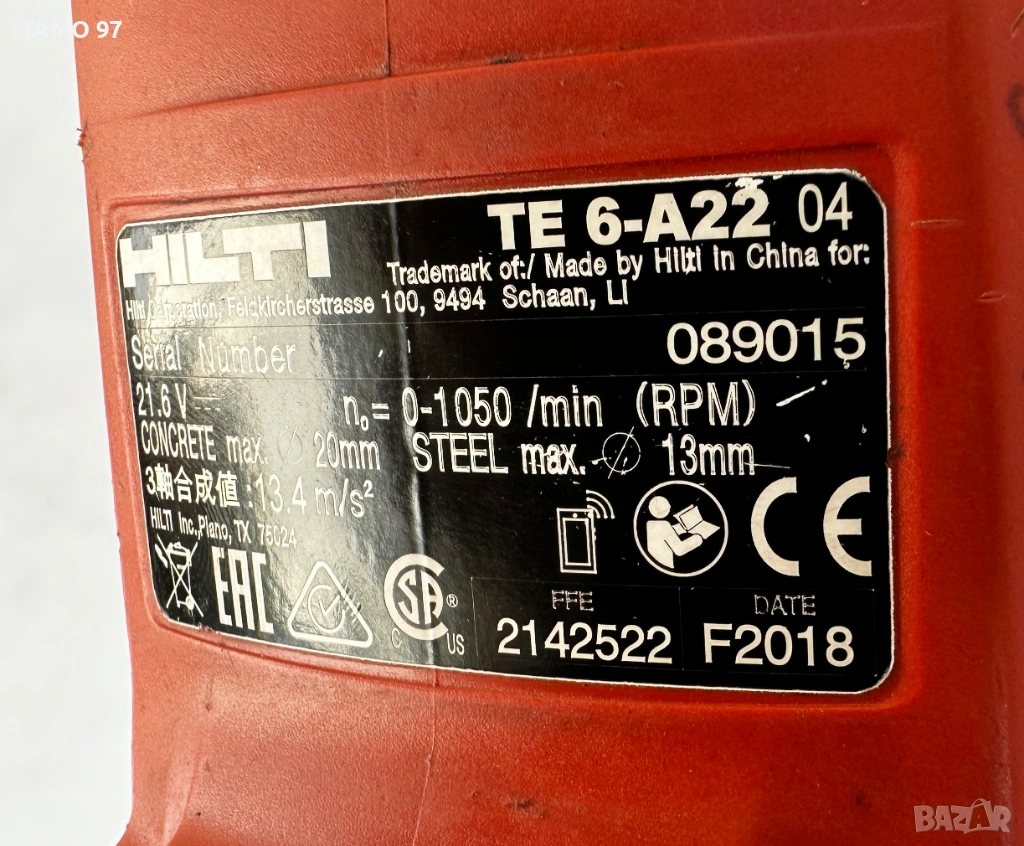 TAMO 97
HILTI
TE 6-A22 04
Trademark of:/ Made by Hilti in China for:
Hilti Corporation, Feldkircherstrasse 100, 9494 Schaan, LI
Serial Number 089015
21.6 V n₀= 0-1050 /min (RPM)
CONCRETE max. Ø 20mm STEEL max. Ø 13mm
3軸合成値 :13.4 m/s²
HILTI Inc.,Plano, TX 75024
CE
EAC
CSA ®
C US
FFE DATE
2142522 F2018
BAZAR